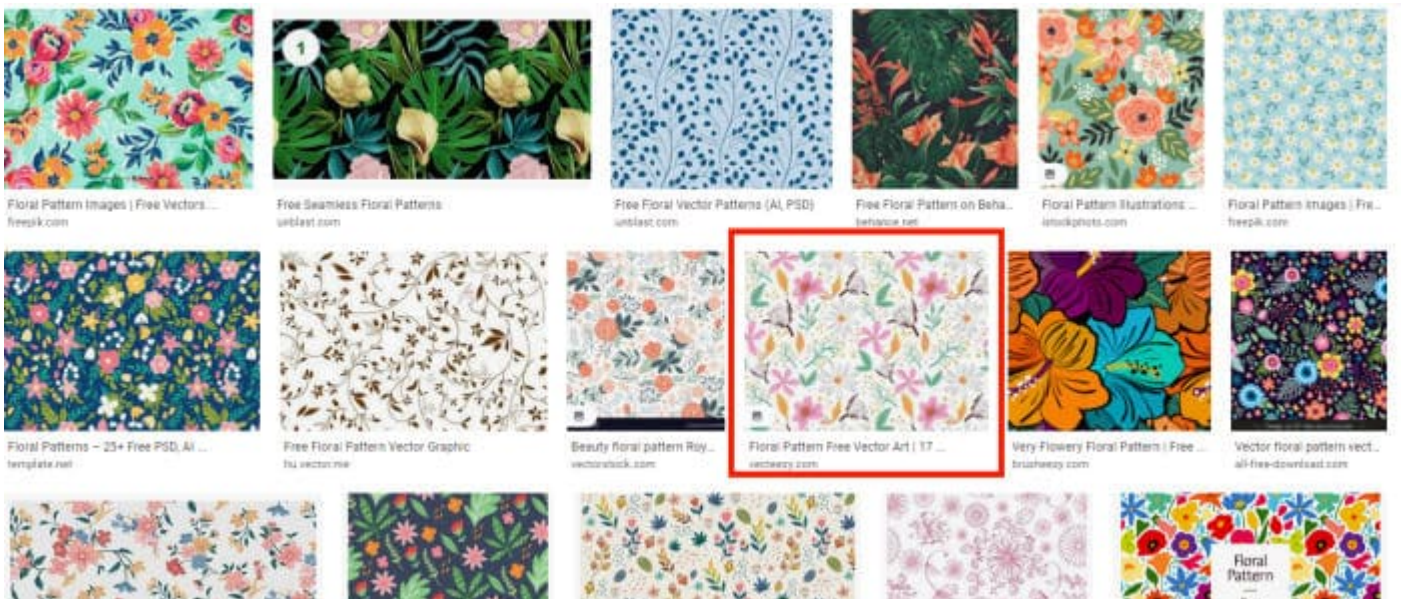 1
Floral Pattern Images | Free Vectors ...
freepik.com
Free Seamless Floral Patterns
unblast.com
Free Floral Vector Patterns (AI, PSD)
unblast.com
Free Floral Pattern on Beha...
behance.net
Floral Pattern Illustrations ...
istockphoto.com
Floral Pattern Images | Fre...
freepik.com
Floral Patterns – 25+ Free PSD, AI ...
template.net
Free Floral Pattern Vector Graphic
hu.vector.me
Beauty floral pattern Roy...
vectorstock.com
Floral Pattern Free Vector Art | 17 ...
vecteezy.com
Very Flowery Floral Pattern | Free ...
brusheezy.com
Vector floral pattern vect...
all-free-download.com
Floral
Pattern